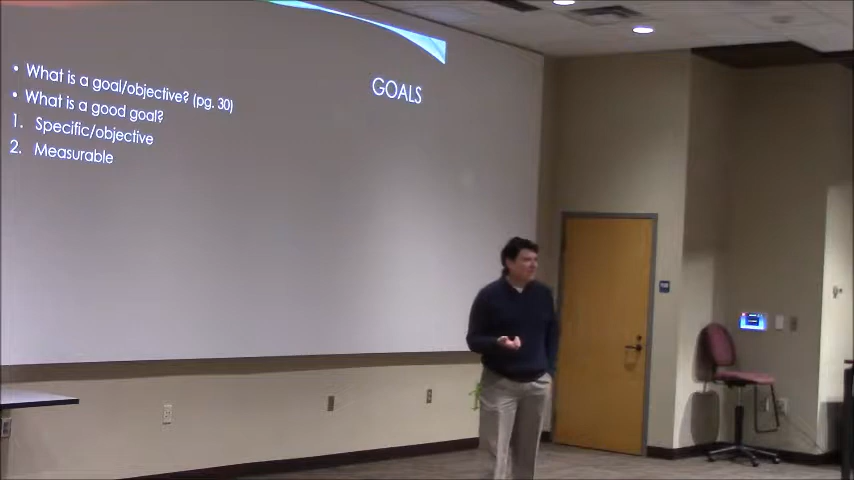 GOALS
• What is a goal/objective? (pg. 30)
• What is a good goal?
1. Specific/objective
2. Measurable